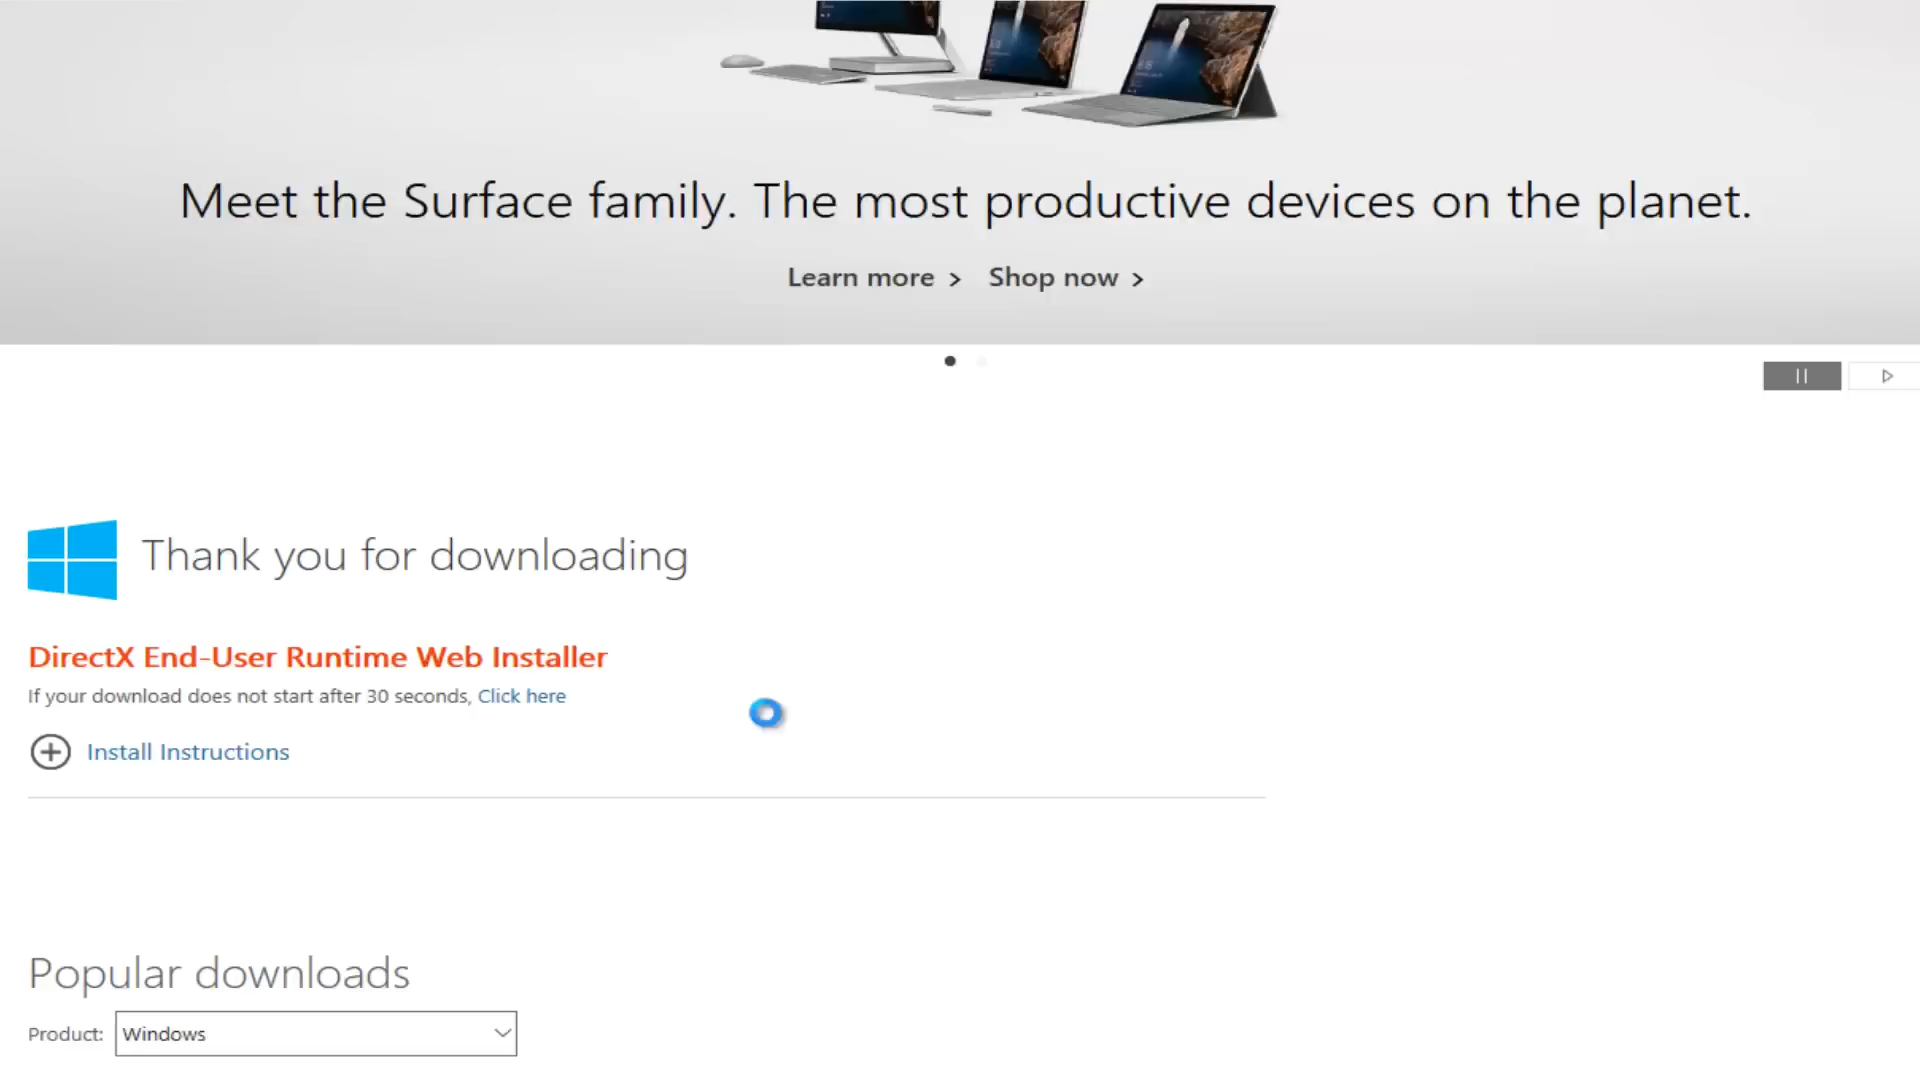 Meet the Surface family. The most productive devices on the planet.
Learn more > Shop now >
Thank you for downloading
DirectX End-User Runtime Web Installer
If your download does not start after 30 seconds, Click here
Install Instructions
Popular downloads
Product: Windows